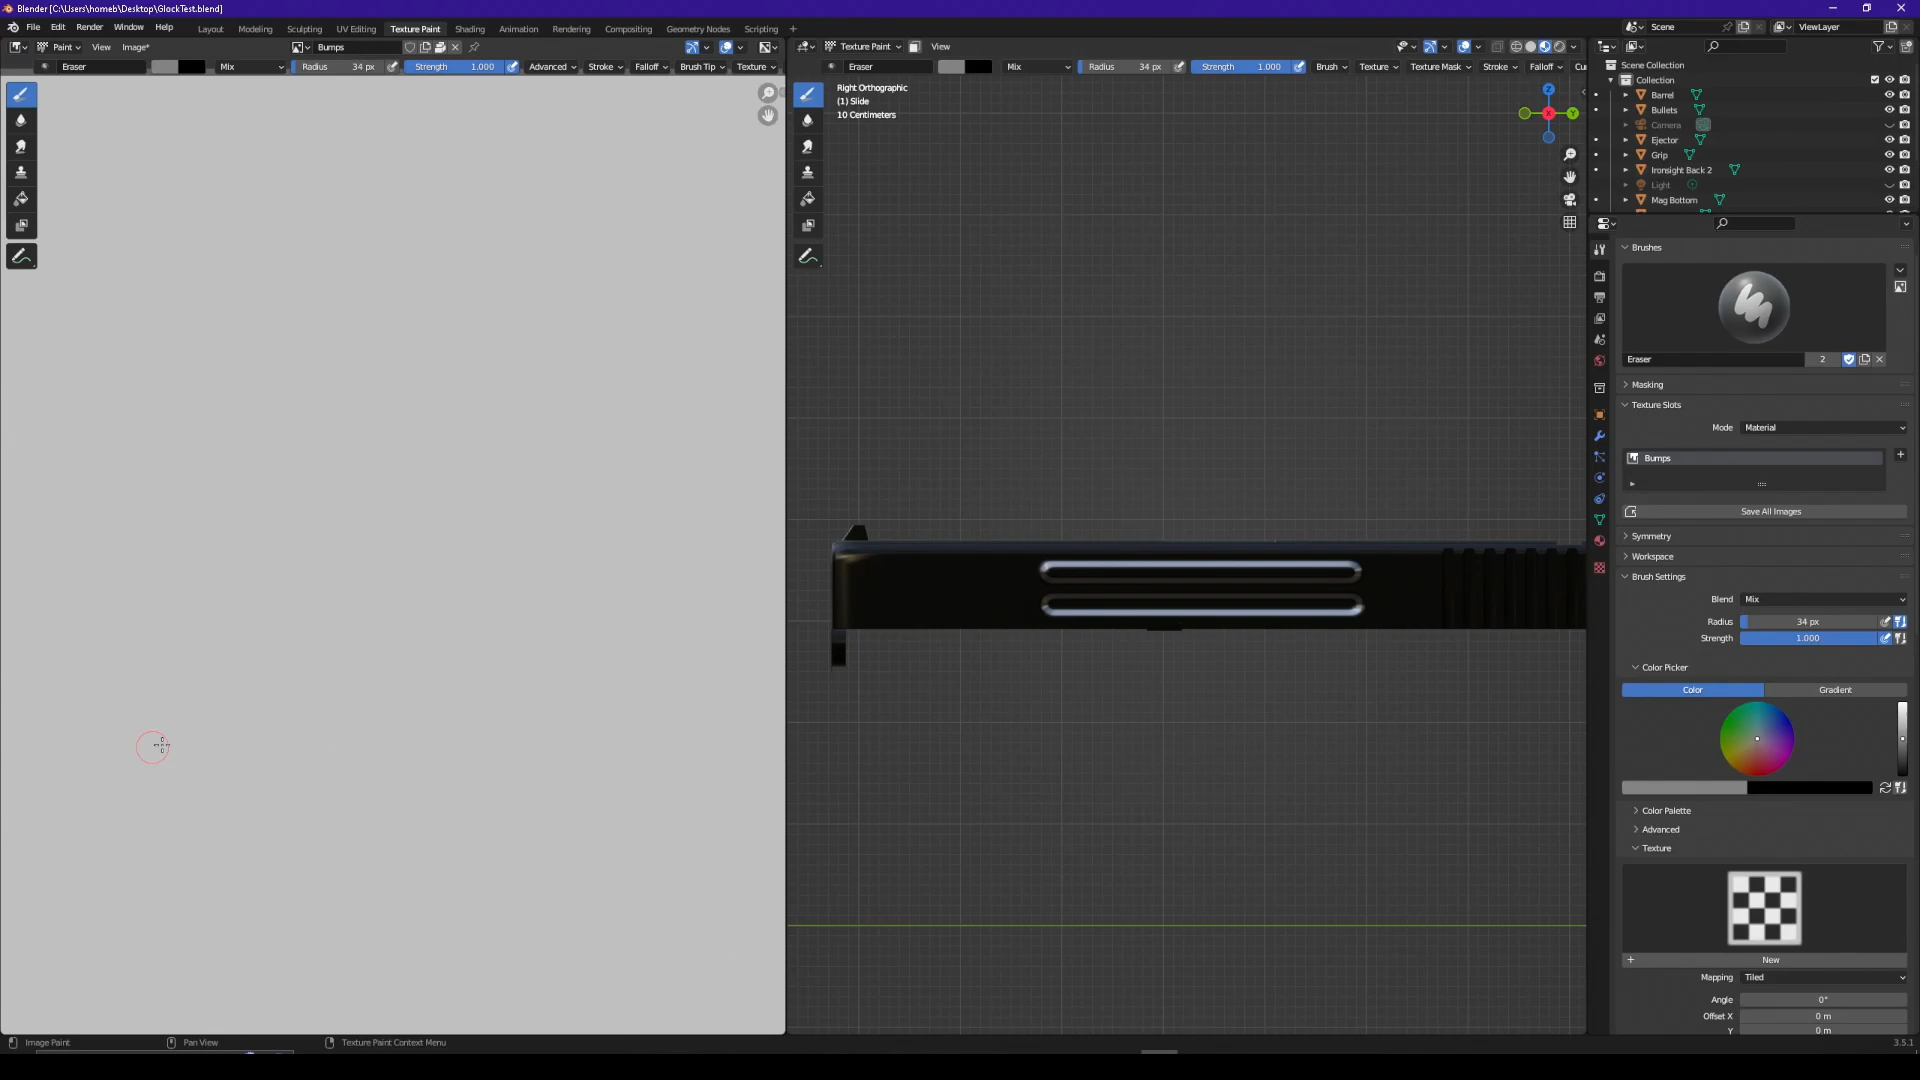 Blender [C:\Users\homeb\Desktop\GlockTest.blend]
File Edit Render Window Help Layout Modeling Sculpting UV Editing Texture Paint Shading Animation Rendering Compositing Geometry Nodes Scripting Scene ViewLayer
Paint View Image* Bumps Texture Paint View
Eraser Mix Radius 34 px Strength 1.000 Advanced Stroke Falloff Brush Tip Texture Eraser Mix Radius 34 px Strength 1.000 Brush Texture Texture Mask Stroke Falloff Cu
Scene Collection
Collection
Barrel
Bullets
Camera
Ejector
Grip
Ironsight Back 2
Light
Mag Bottom
Right Orthographic
(1) Slide
10 Centimeters
Z
Y
X
Brushes
Eraser 2
Masking
Texture Slots
Mode Material
Bumps
Save All Images
Symmetry
Workspace
Brush Settings
Blend Mix
Radius 34 px
Strength 1.000
Color Picker
Color Gradient
Color Palette
Advanced
Texture
New
Mapping Tiled
Angle 0°
Offset X 0 m
Y 0 m
Image Paint Pan View Texture Paint Context Menu 3.5.1